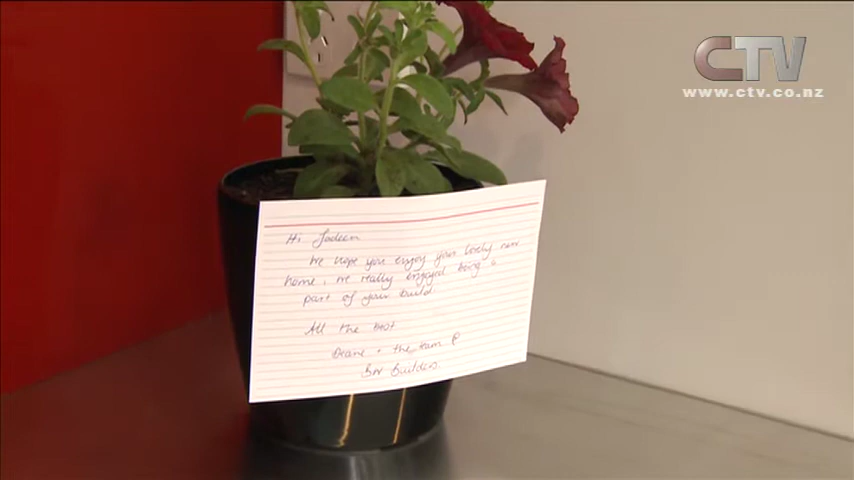 CTV
www.ctv.co.nz
Hi
We hope you enjoy your lovely new
home, we really enjoyed being a
part of your build.
All the best
Diane + the team @
BW Builders.